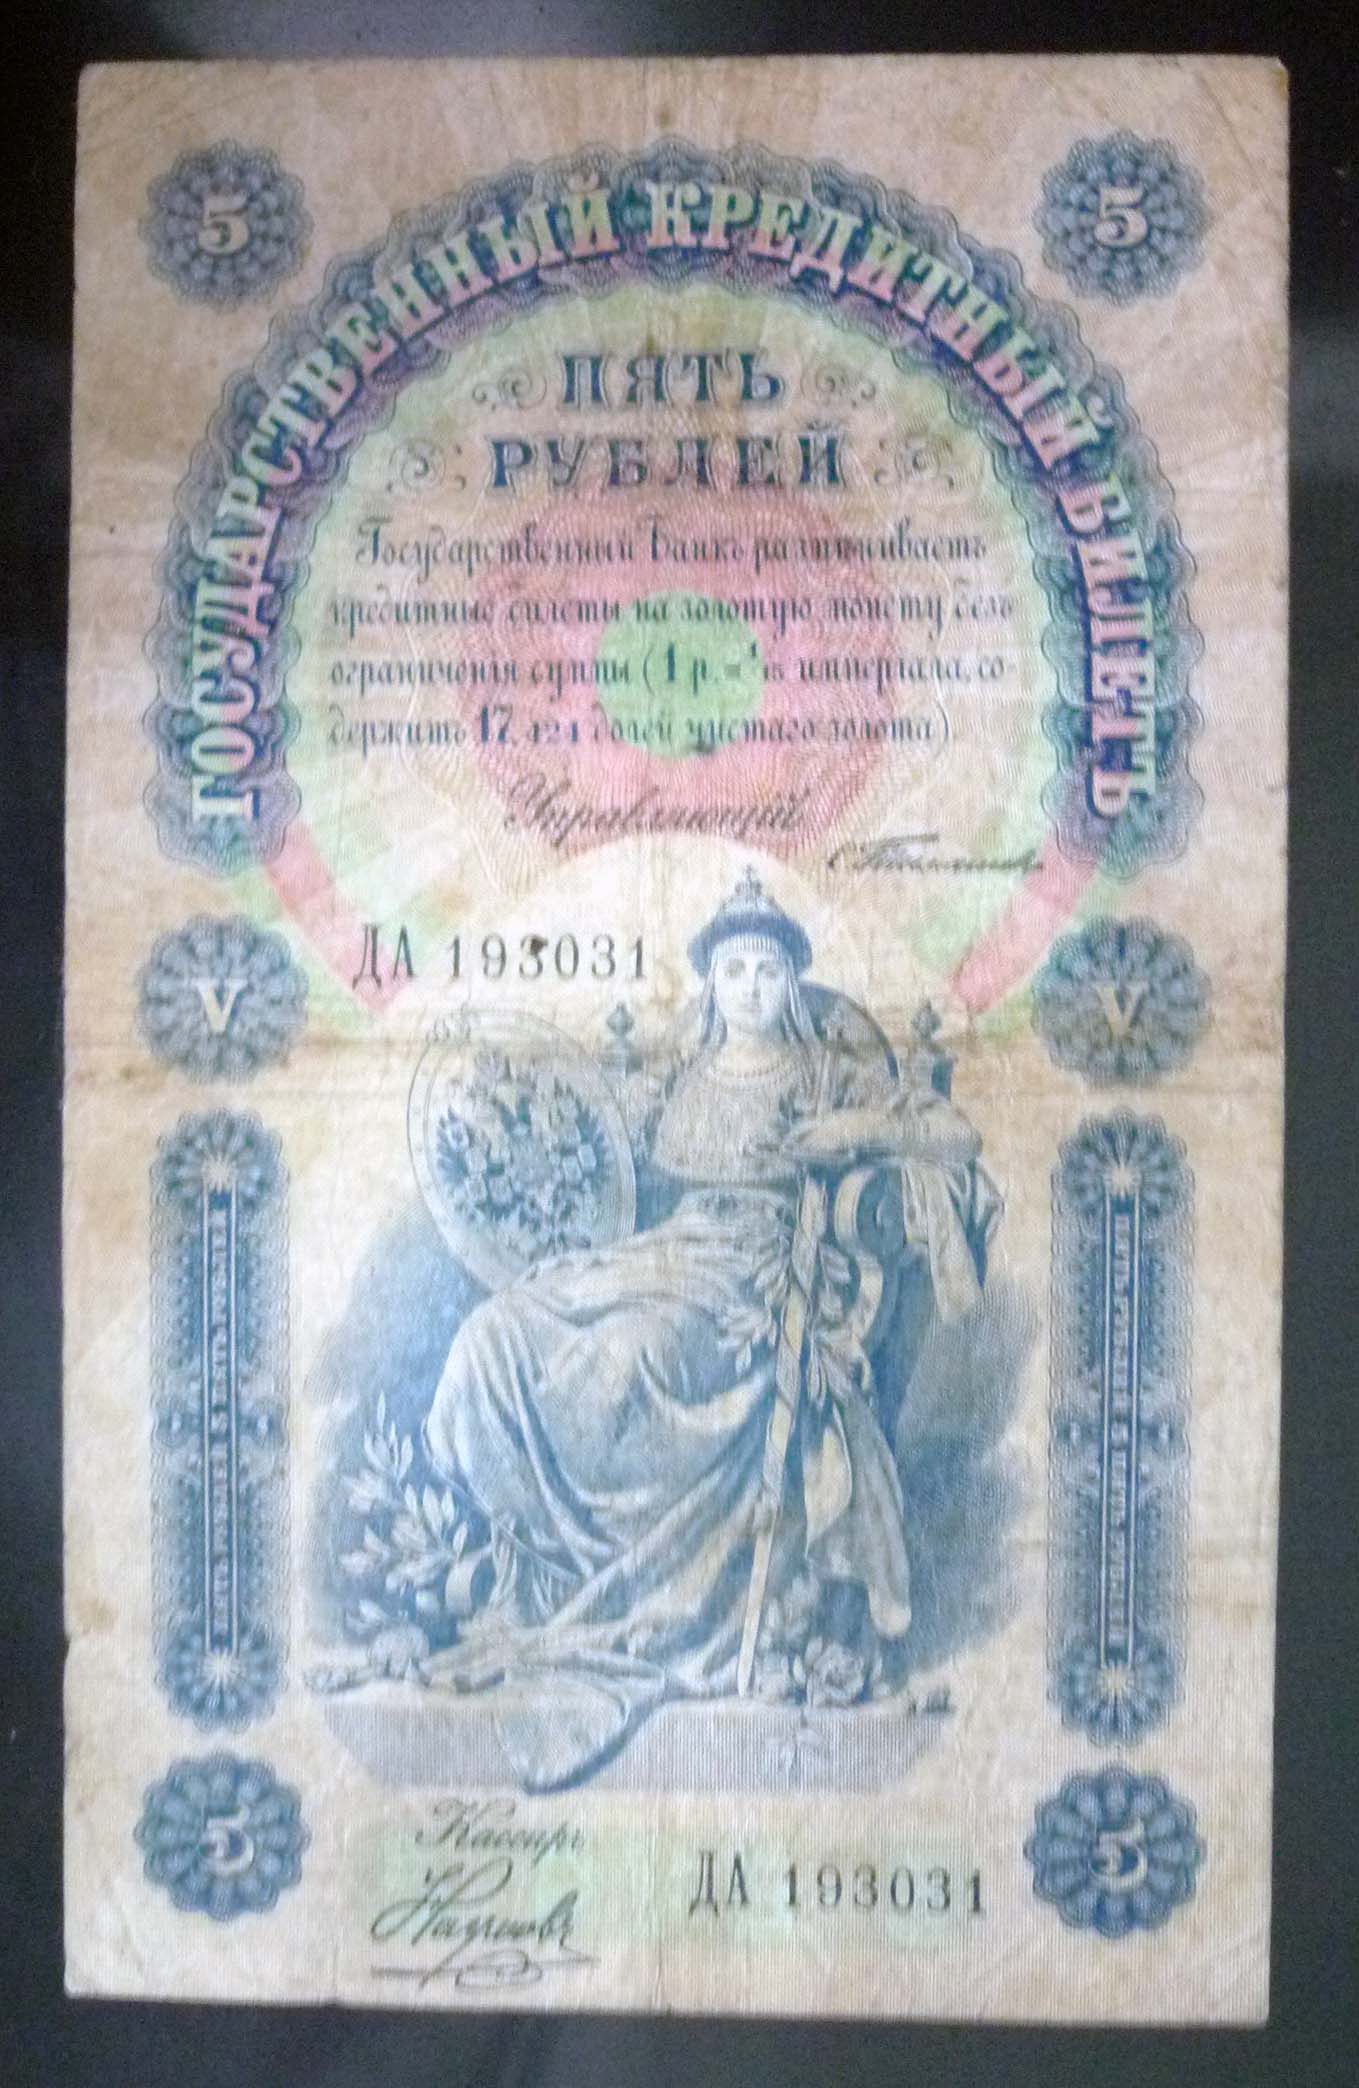 5 5
ГОСУДАРСТВЕННЫЙ КРЕДИТНЫЙ БИЛЕТЪ
ПЯТЬ
РУБЛЕЙ
Государственный Банкъ размѣниваетъ
кредитные билеты на золотую монету безъ
ограниченія суммы (1 р. = 1/15 имперіала, со-
держитъ 17,424 долей чистаго золота).
Управляющій
ДА 193031
V V
5 5
Кассиръ
ДА 193031